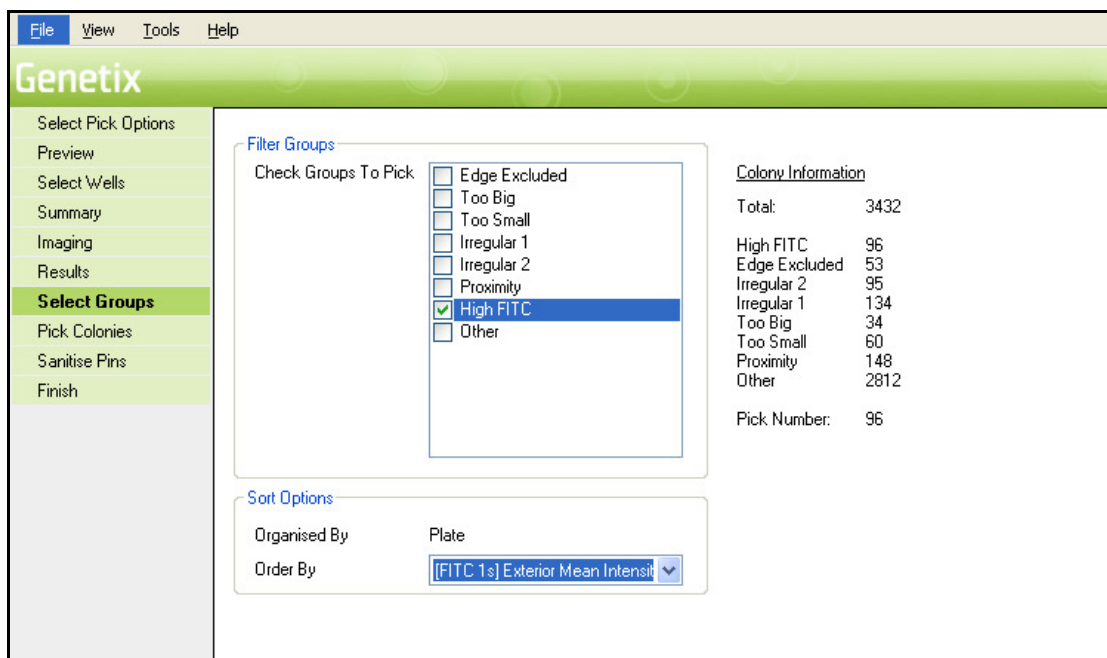 File View Tools Help
Genetix
Select Pick Options
Preview
Select Wells
Summary
Imaging
Results
Select Groups
Pick Colonies
Sanitise Pins
Finish
Filter Groups
Check Groups To Pick
Edge Excluded
Too Big
Too Small
Irregular 1
Irregular 2
Proximity
High FITC
Other
Sort Options
Organised By Plate
Order By [FITC 1s] Exterior Mean Intensit
Colony Information
Total: 3432
High FITC 96
Edge Excluded 53
Irregular 2 95
Irregular 1 134
Too Big 34
Too Small 60
Proximity 148
Other 2812
Pick Number: 96